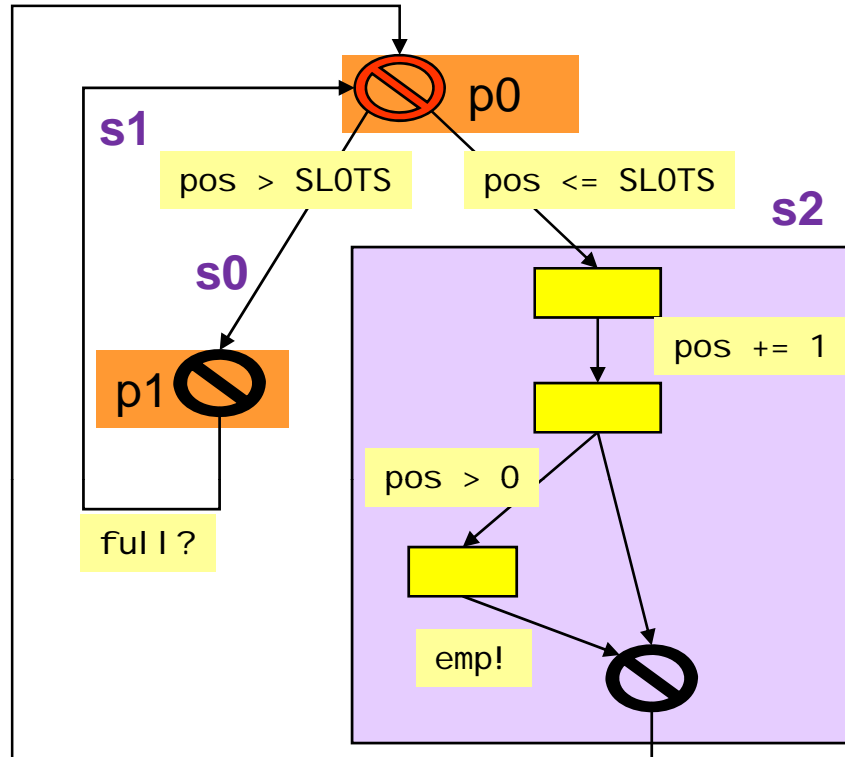 p0
s1
pos > SLOTS
pos <= SLOTS
s2
s0
pos += 1
p1
pos > 0
full?
emp!